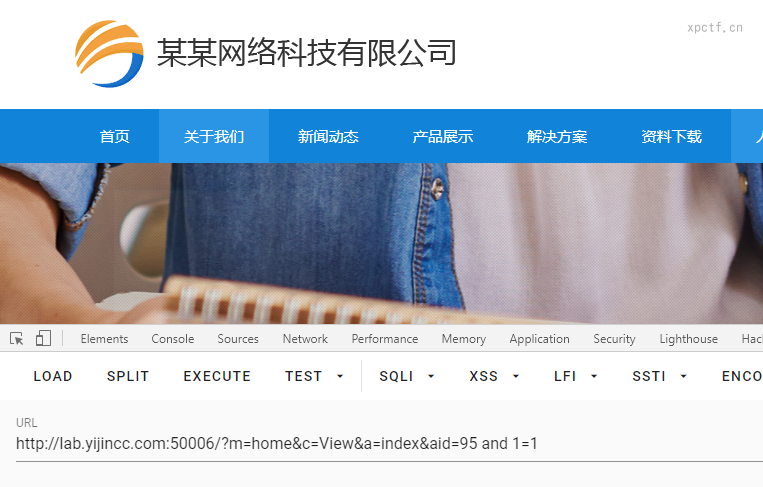 xpctf.cn
某某网络科技有限公司
首页 关于我们 新闻动态 产品展示 解决方案 资料下载
Elements Console Sources Network Performance Memory Application Security Lighthouse Hac
LOAD SPLIT EXECUTE TEST SQLI XSS LFI SSTI ENCO
URL
http://lab.yijincc.com:50006/?m=home&c=View&a=index&aid=95 and 1=1